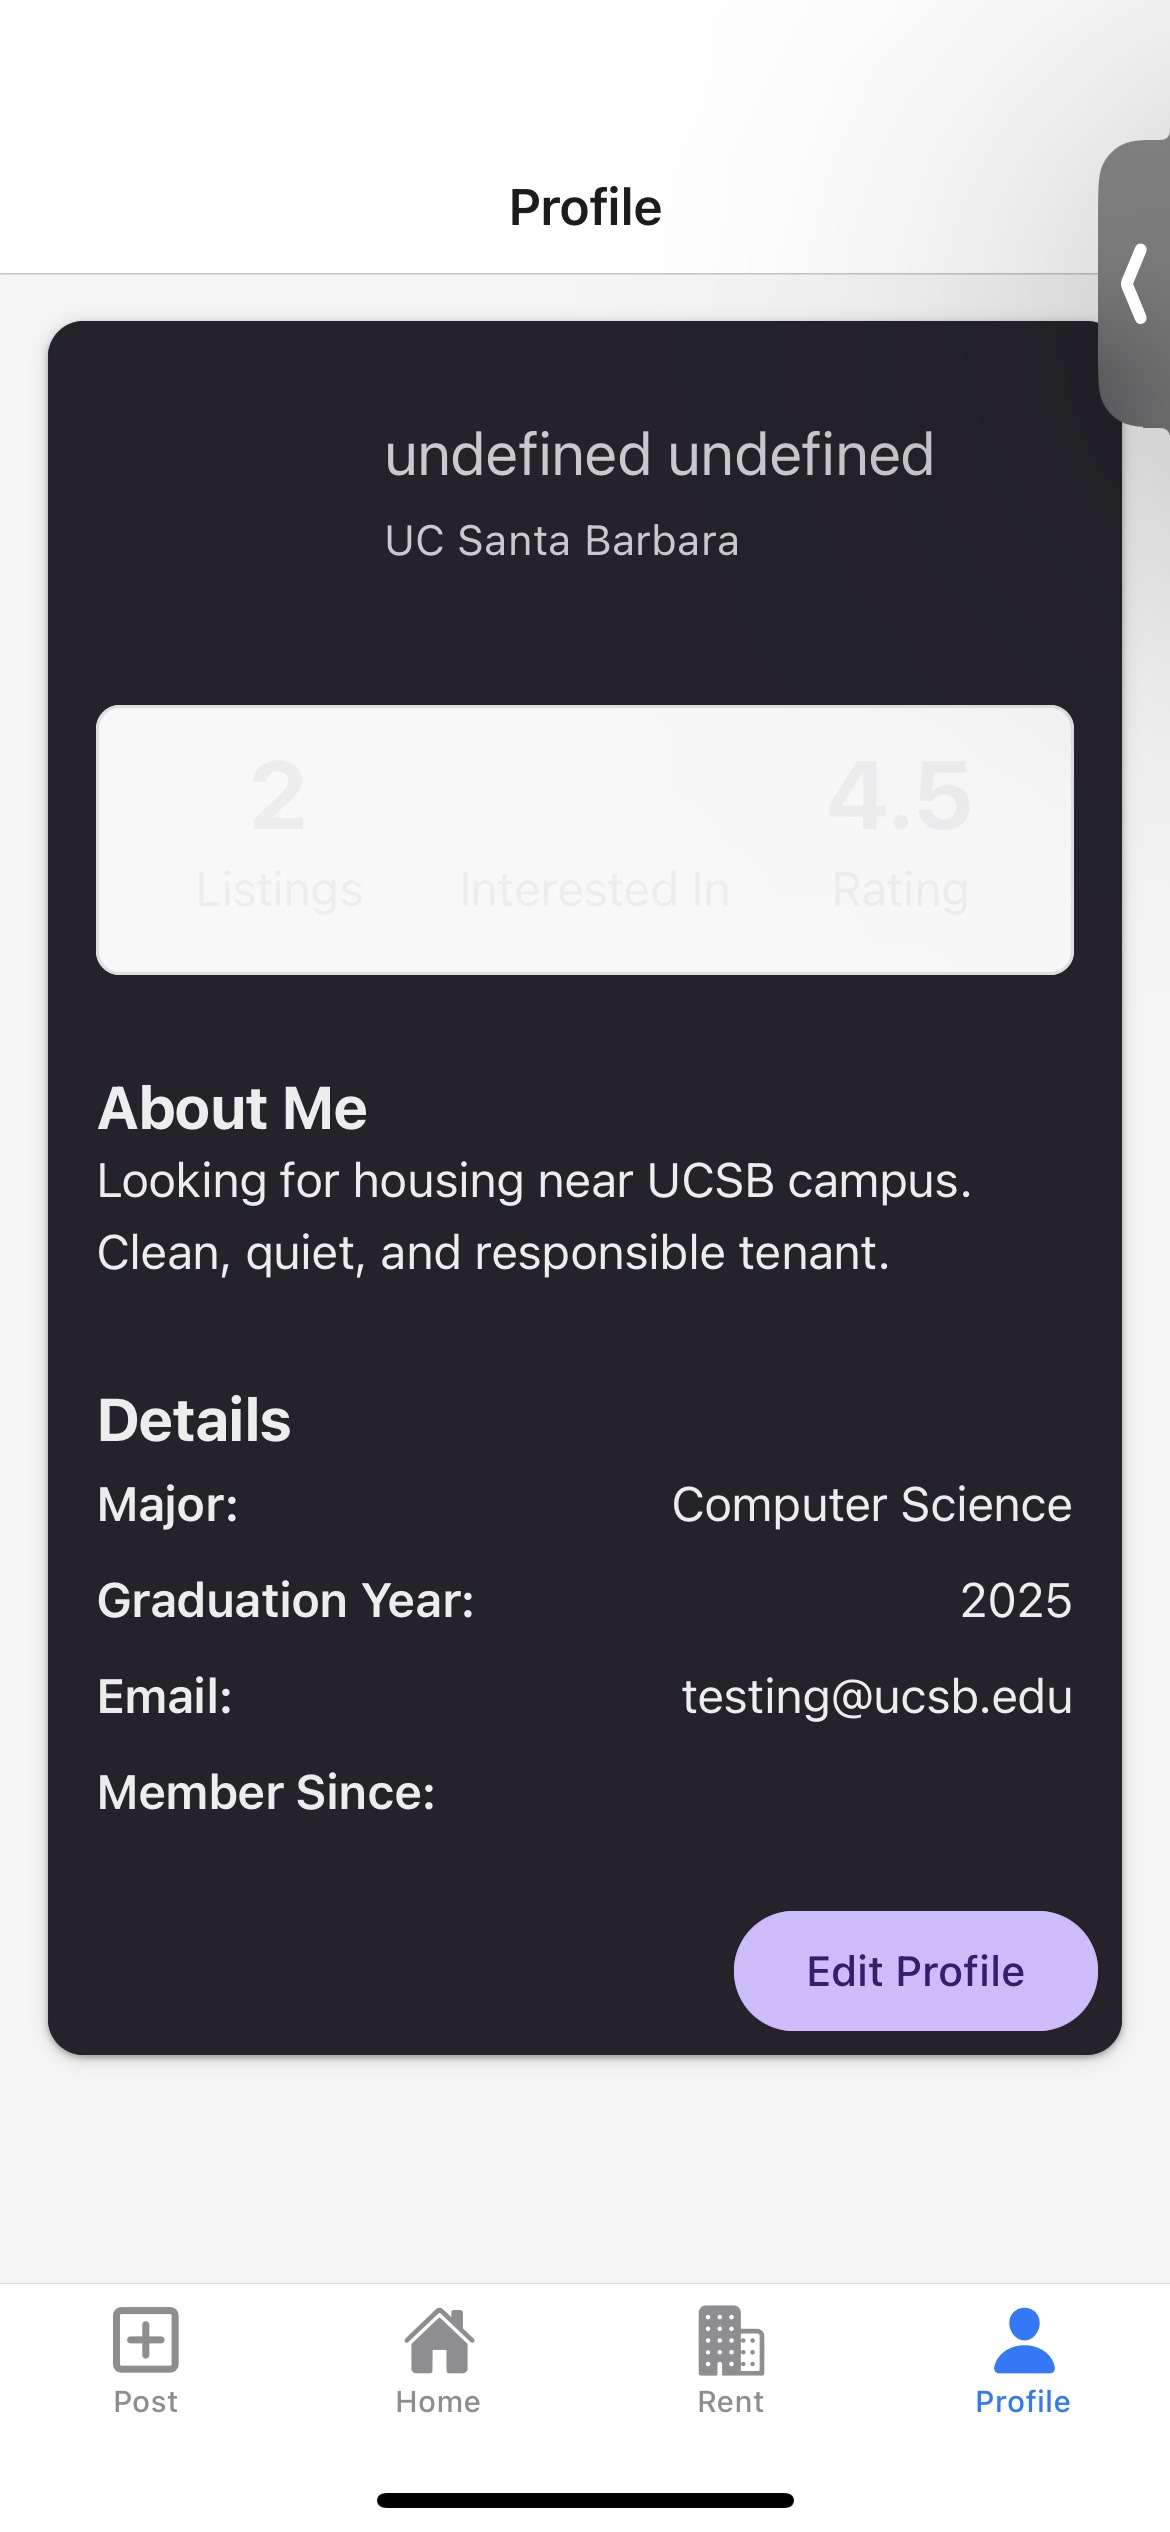 Profile
undefined undefined
UC Santa Barbara
2
4.5
Listings
Interested In
Rating
About Me
Looking for housing near UCSB campus.
Clean, quiet, and responsible tenant.
Details
Major: Computer Science
Graduation Year: 2025
Email: testing@ucsb.edu
Member Since:
Edit Profile
Post
Home
Rent
Profile